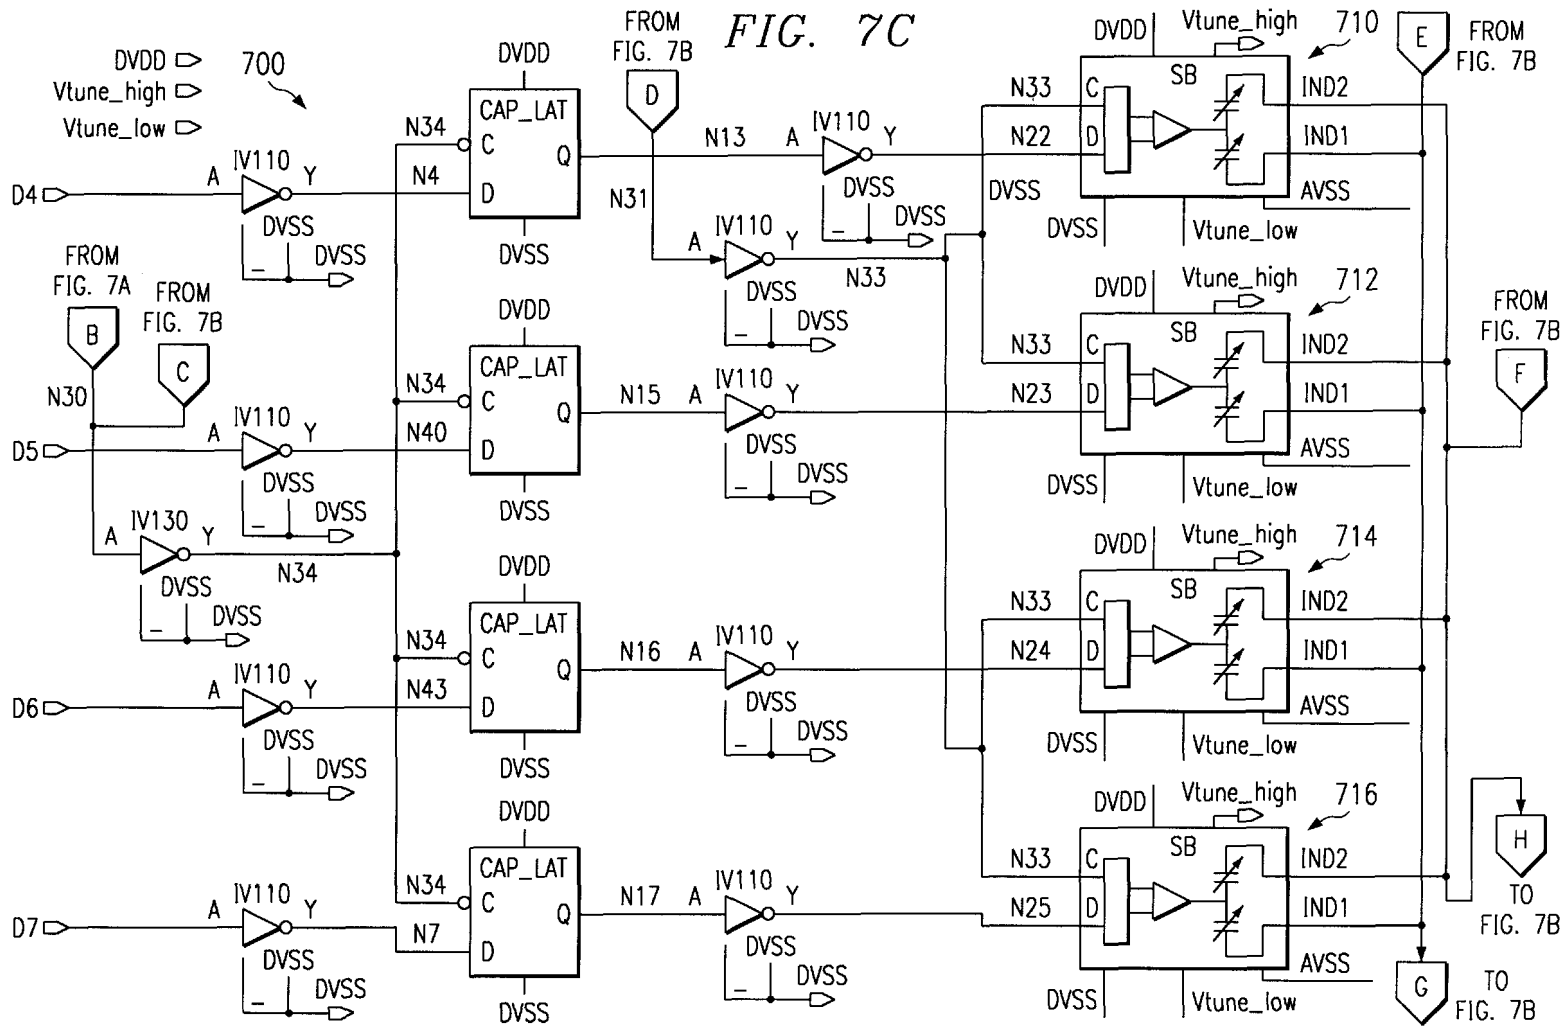 FIG. 7C
DVDD
Vtune_high
Vtune_low
700
FROM
FIG. 7B
D
N31
D4
A
IV110
Y
DVSS
DVSS
N34
N4
DVDD
CAP_LAT
C
D
Q
DVSS
N13
A
IV110
Y
DVSS
DVSS
A
IV110
Y
DVSS
DVSS
N33
DVDD
Vtune_high
710
SB
N33
C
N22
D
DVSS
IND2
IND1
AVSS
DVSS
Vtune_low
E
FROM
FIG. 7B
FROM
FIG. 7A
B
FROM
FIG. 7B
C
N30
D5
A
IV110
Y
DVSS
DVSS
N34
N40
DVDD
CAP_LAT
C
D
Q
DVSS
N15
A
IV110
Y
DVSS
DVSS
DVDD
Vtune_high
712
SB
N33
C
N23
D
IND2
IND1
AVSS
DVSS
Vtune_low
FROM
FIG. 7B
F
A
IV130
Y
N34
DVSS
DVSS
D6
A
IV110
Y
DVSS
DVSS
N34
N43
DVDD
CAP_LAT
C
D
Q
DVSS
N16
A
IV110
Y
DVSS
DVSS
DVDD
Vtune_high
714
SB
N33
C
N24
D
IND2
IND1
AVSS
DVSS
Vtune_low
D7
A
IV110
Y
DVSS
DVSS
N34
N7
DVDD
CAP_LAT
C
D
Q
DVSS
N17
A
IV110
Y
DVSS
DVSS
DVDD
Vtune_high
716
SB
N33
C
N25
D
IND2
IND1
AVSS
DVSS
Vtune_low
H
TO
FIG. 7B
G
TO
FIG. 7B